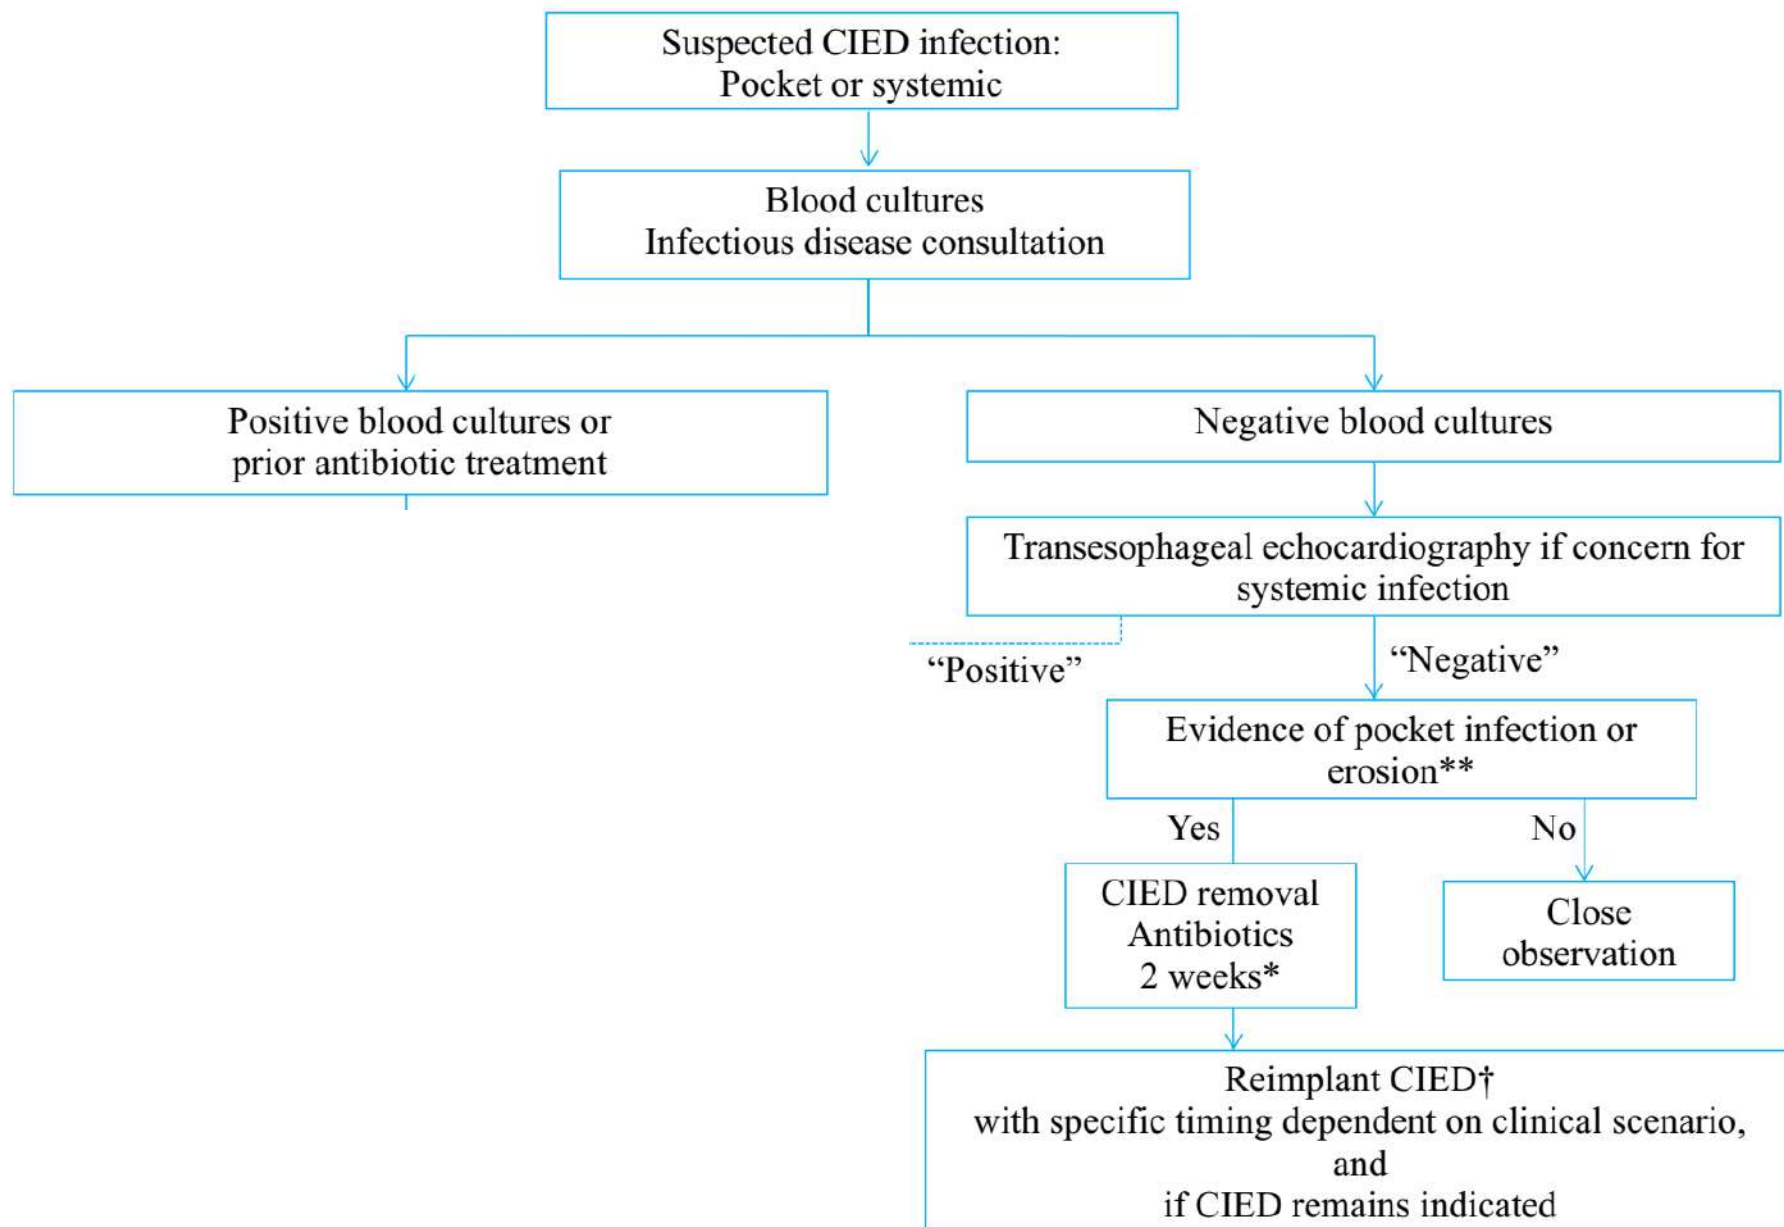 Suspected CIED infection:
Pocket or systemic
Blood cultures
Infectious disease consultation
Positive blood cultures or
prior antibiotic treatment
Negative blood cultures
Transesophageal echocardiography if concern for
systemic infection
“Positive”
“Negative”
Evidence of pocket infection or
erosion**
Yes
No
CIED removal
Antibiotics
2 weeks*
Close
observation
Reimplant CIED†
with specific timing dependent on clinical scenario,
and
if CIED remains indicated